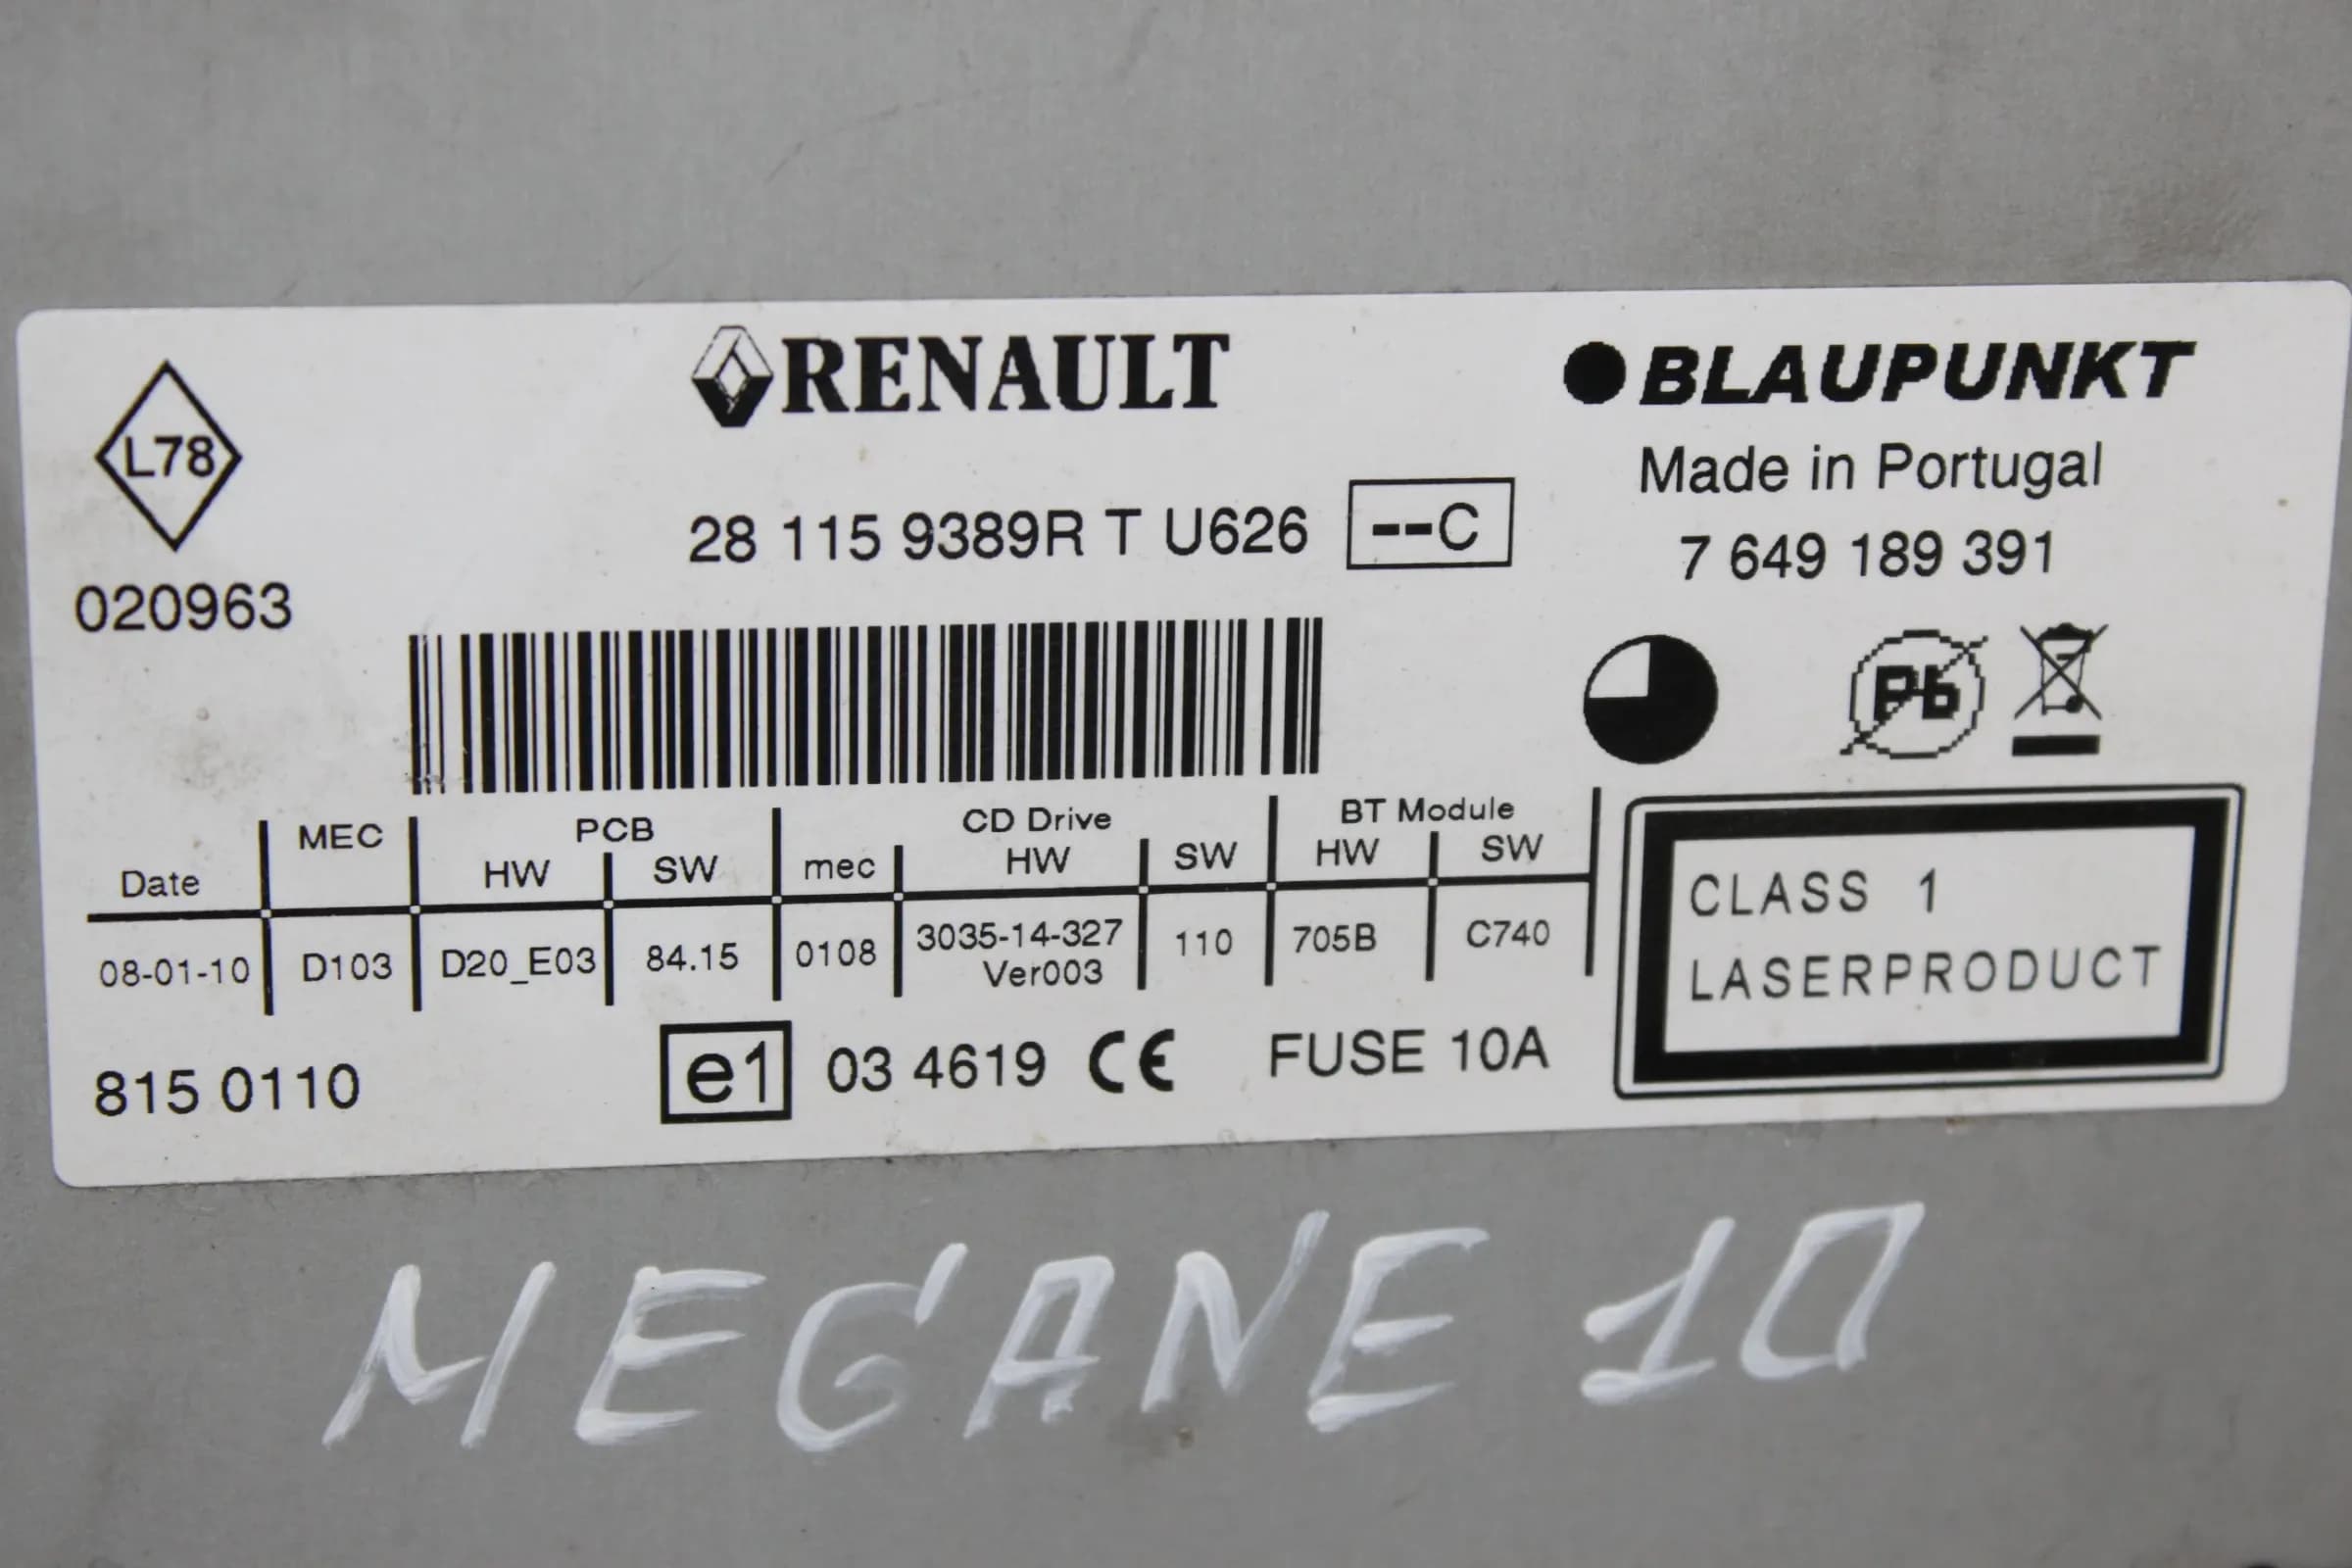 L78
RENAULT
BLAUPUNKT
Made in Portugal
28 115 9389R T U626 --C
7 649 189 391
020963
Pb
Date MEC PCB HW SW CD Drive mec HW SW BT Module HW SW
08-01-10 D103 D20_E03 84.15 0108 3035-14-327 Ver003 110 705B C740
815 0110
e1 03 4619 CE FUSE 10A
CLASS 1
LASERPRODUCT
MEGANE 10